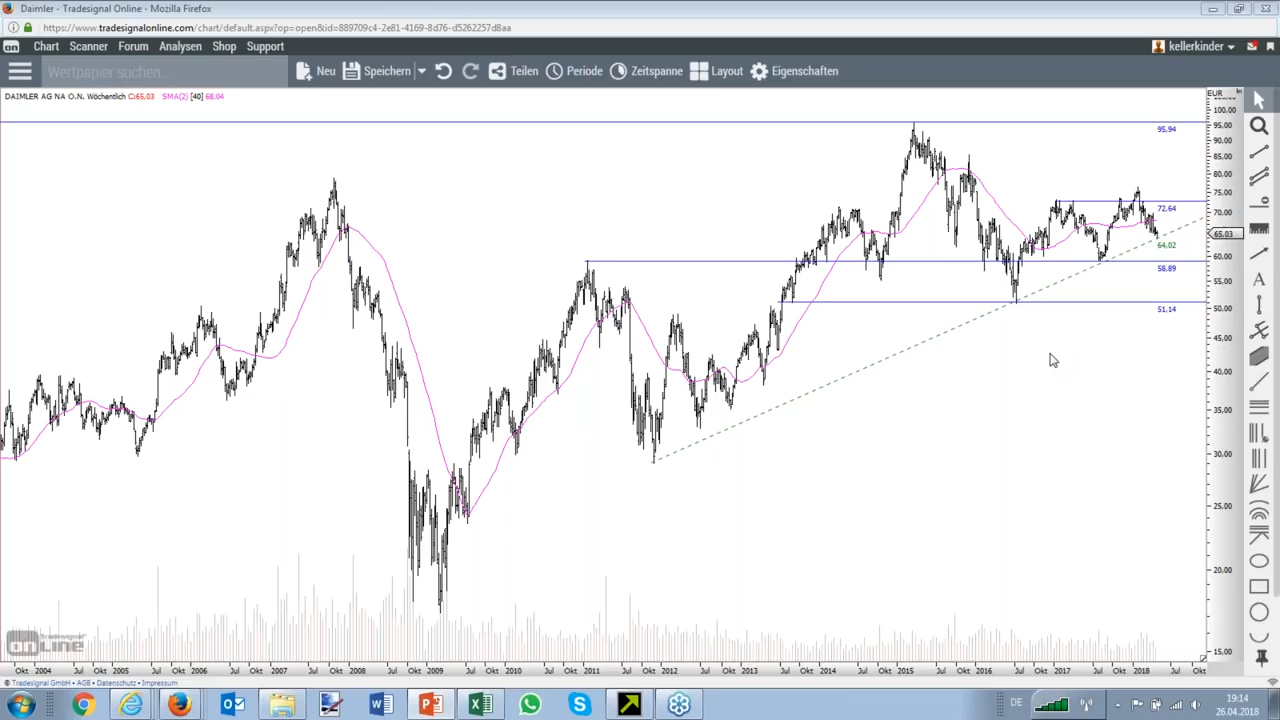 Daimler - Tradesignal Online - Mozilla Firefox
https://www.tradesignalonline.com/chart/default.aspx?op=open&id=889709c4-2e81-4169-8d76-d5262257d8aa
on Chart Scanner Forum Analysen Shop Support kellerkinder
Wertpapier suchen... Neu Speichern Teilen Periode Zeitspanne Layout Eigenschaften
DAIMLER AG NA O.N. Wöchentlich C:65.03 SMA(2) [40] 68.04
EUR ln
100,00
95,00
95,94
90,00
85,00
80,00
75,00
72,64
70,00
65,03
64,02
60,00
58,89
55,00
51,14
50,00
45,00
40,00
35,00
30,00
25,00
20,00
15,00
Tradesignal
on LINE
Okt 2004 Jul Okt 2005 Jul Okt 2006 Jul Okt 2007 Jul Okt 2008 Jul Okt 2009 Jul Okt 2010 Jul Okt 2011 Jul Okt 2012 Jul Okt 2013 Jul Okt 2014 Jul Okt 2015 Jul Okt 2016 Jul Okt 2017 Jul Okt 2018 Jul Okt
© Tradesignal GmbH • AGB • Datenschutz • Impressum
DE
19:14
26.04.2018